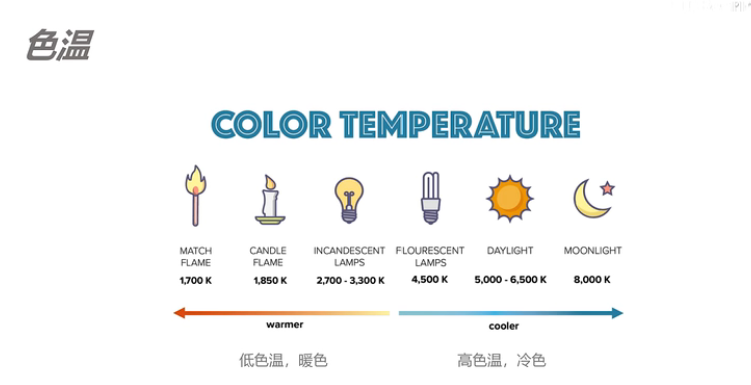 色温
COLOR TEMPERATURE
MATCH
FLAME
1,700 K
CANDLE
FLAME
1,850 K
INCANDESCENT
LAMPS
2,700 - 3,300 K
FLOURESCENT
LAMPS
4,500 K
DAYLIGHT
5,000 - 6,500 K
MOONLIGHT
8,000 K
warmer
cooler
低色温，暖色
高色温，冷色